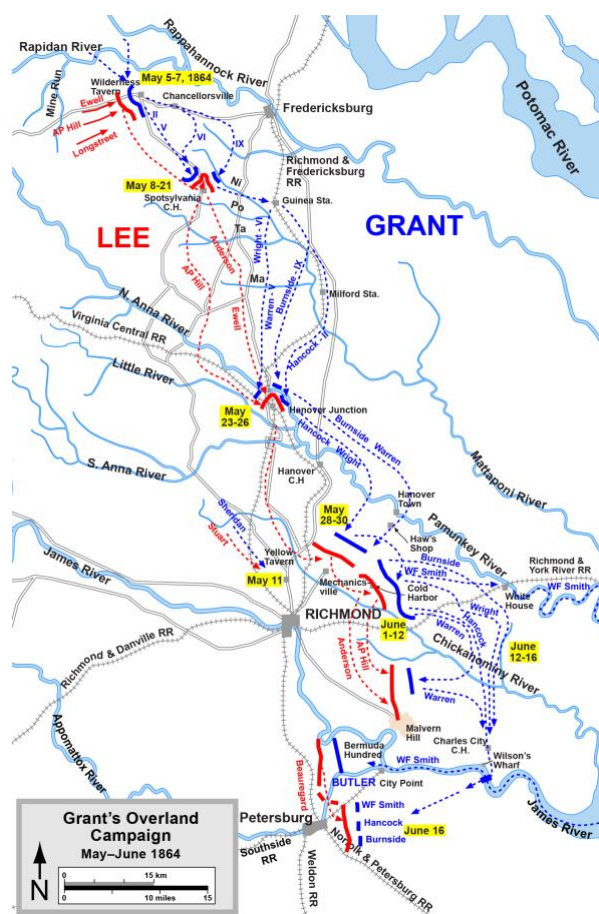 Rapidan River
Rappahannock River
Mine Run
May 5-7, 1864
Wilderness
Tavern
Chancellorsville
Fredericksburg
Potomac River
Ewell
AP Hill
Longstreet
II
V
VI
IX
Richmond &
Fredericksburg
RR
May 8-21
Spotsylvania
C.H.
Ni
Po
Ta
Ma
Guinea Sta.
LEE
GRANT
AP Hill
Anderson
Ewell
Wright VI
Warren V
Burnside IX
Hancock II
Milford Sta.
N. Anna River
Virginia Central RR
Little River
May
23-26
Hanover Junction
Hancock
Wright
Burnside
Warren
S. Anna River
Hanover
C.H
Mattaponi River
May
28-30
Hanover
Town
Pamunkey River
Haw's
Shop
Sheridan
Stuart
Yellow
Tavern
May 11
James River
Mechanics-
ville
Burnside
WF Smith
Cold
Harbor
Richmond &
York River RR
WF Smith
White
House
RICHMOND
June
1-12
Wright
Hancock
Warren
June
12-16
Chickahominy River
Richmond & Danville RR
Anderson
AP Hill
Warren
Malvern
Hill
Appomattox River
Bermuda
Hundred
Charles City
C.H.
Wilson's
Wharf
WF Smith
BUTLER
City Point
James River
Beauregard
WF Smith
Hancock
Burnside
June 16
Petersburg
Southside
RR
Weldon RR
Norfolk & Petersburg RR
Grant's Overland
Campaign
May–June 1864
N
0
15 km
0
10 miles
15